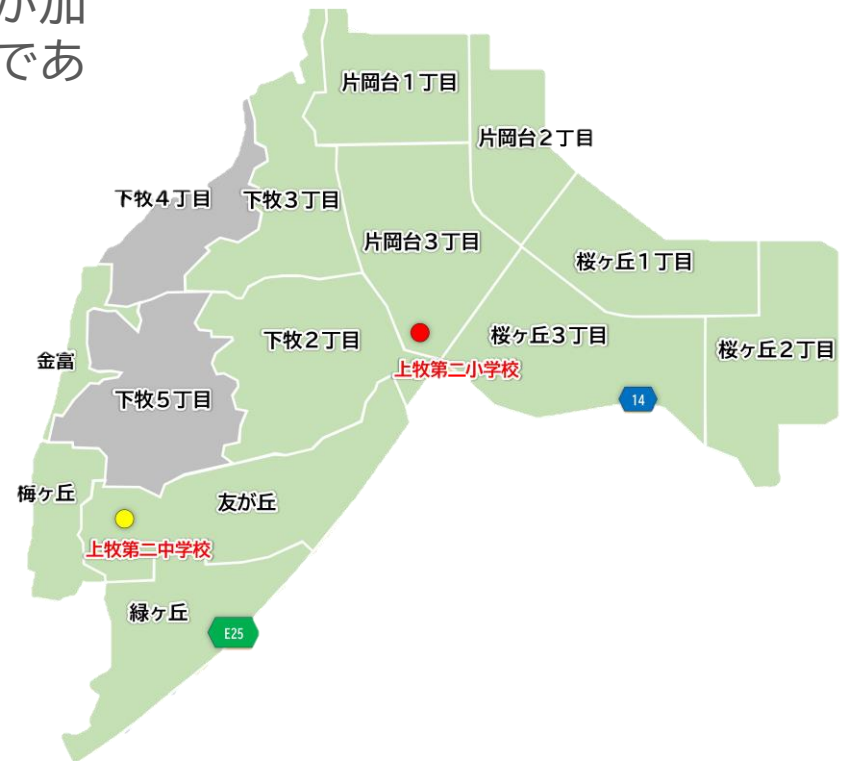 が加
であ
片岡台1丁目
片岡台2丁目
下牧4丁目
下牧3丁目
片岡台3丁目
桜ヶ丘1丁目
下牧2丁目
桜ヶ丘3丁目
桜ヶ丘2丁目
金富
上牧第二小学校
下牧5丁目
14
梅ヶ丘
友が丘
上牧第二中学校
緑ヶ丘
E25